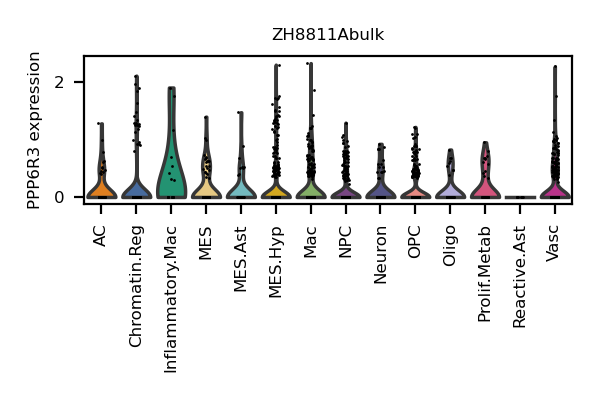 ZH8811Abulk
PPP6R3 expression
2
0
AC
Chromatin.Reg
Inflammatory.Mac
MES
MES.Ast
MES.Hyp
Mac
NPC
Neuron
OPC
Oligo
Prolif.Metab
Reactive.Ast
Vasc